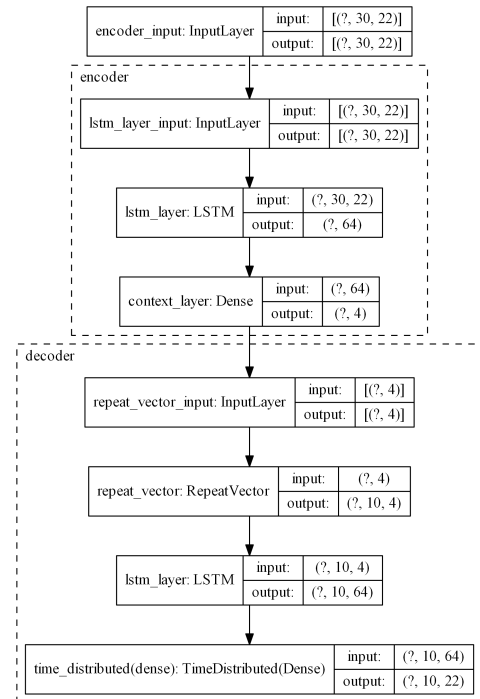 encoder_input: InputLayer input: [(?, 30, 22)]
output: [(?, 30, 22)]
encoder
lstm_layer_input: InputLayer input: [(?, 30, 22)]
output: [(?, 30, 22)]
lstm_layer: LSTM input: (?, 30, 22)
output: (?, 64)
context_layer: Dense input: (?, 64)
output: (?, 4)
decoder
repeat_vector_input: InputLayer input: [(?, 4)]
output: [(?, 4)]
repeat_vector: RepeatVector input: (?, 4)
output: (?, 10, 4)
lstm_layer: LSTM input: (?, 10, 4)
output: (?, 10, 64)
time_distributed(dense): TimeDistributed(Dense) input: (?, 10, 64)
output: (?, 10, 22)